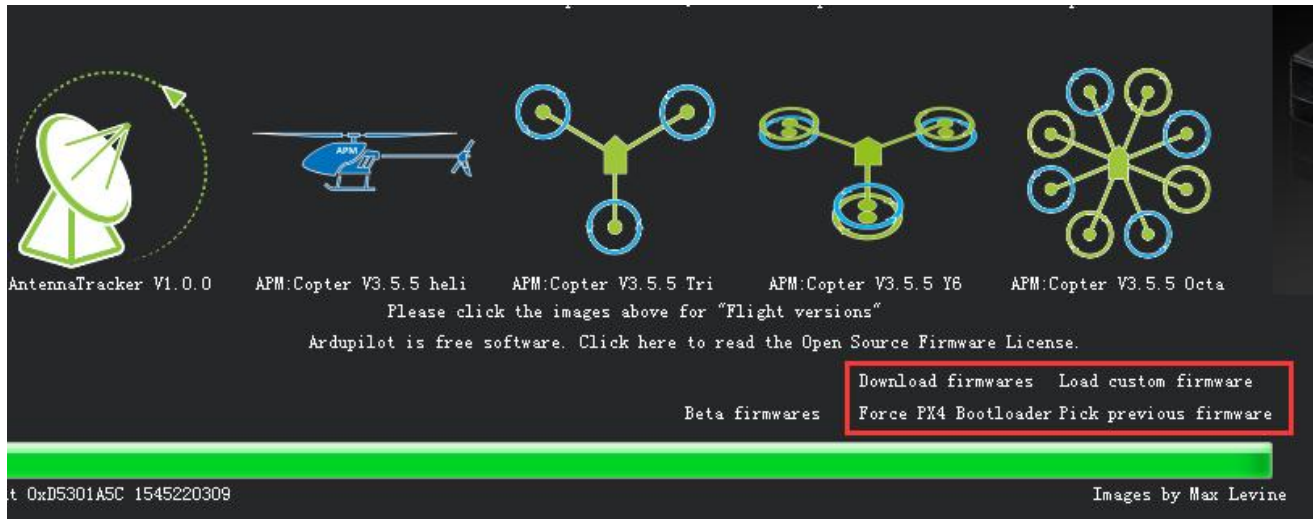 APM
AntennaTracker V1.0.0 APM:Copter V3.5.5 heli APM:Copter V3.5.5 Tri APM:Copter V3.5.5 Y6 APM:Copter V3.5.5 Octa
Please click the images above for "Flight versions"
Ardupilot is free software. Click here to read the Open Source Firmware License.
Download firmwares Load custom firmware
Beta firmwares Force PX4 Bootloader Pick previous firmware
t 0xD5301A5C 1545220309 Images by Max Levine